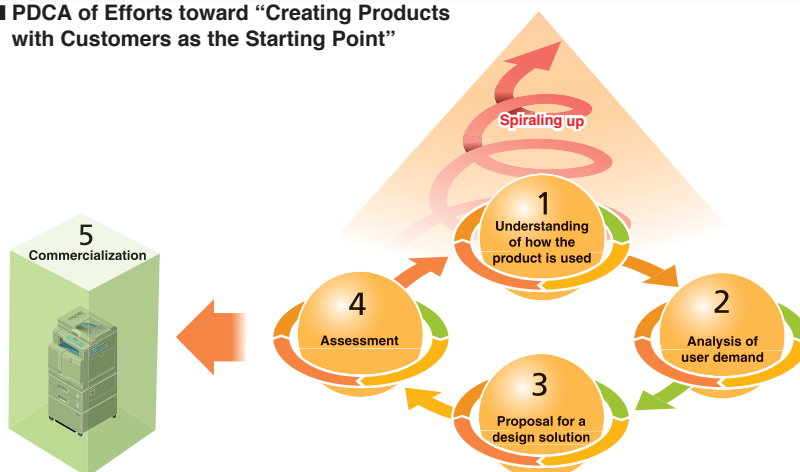 PDCA of Efforts toward “Creating Products
with Customers as the Starting Point”
Spiraling up
1
Understanding
of how the
product is used
2
Analysis of
user demand
3
Proposal for a
design solution
4
Assessment
5
Commercialization